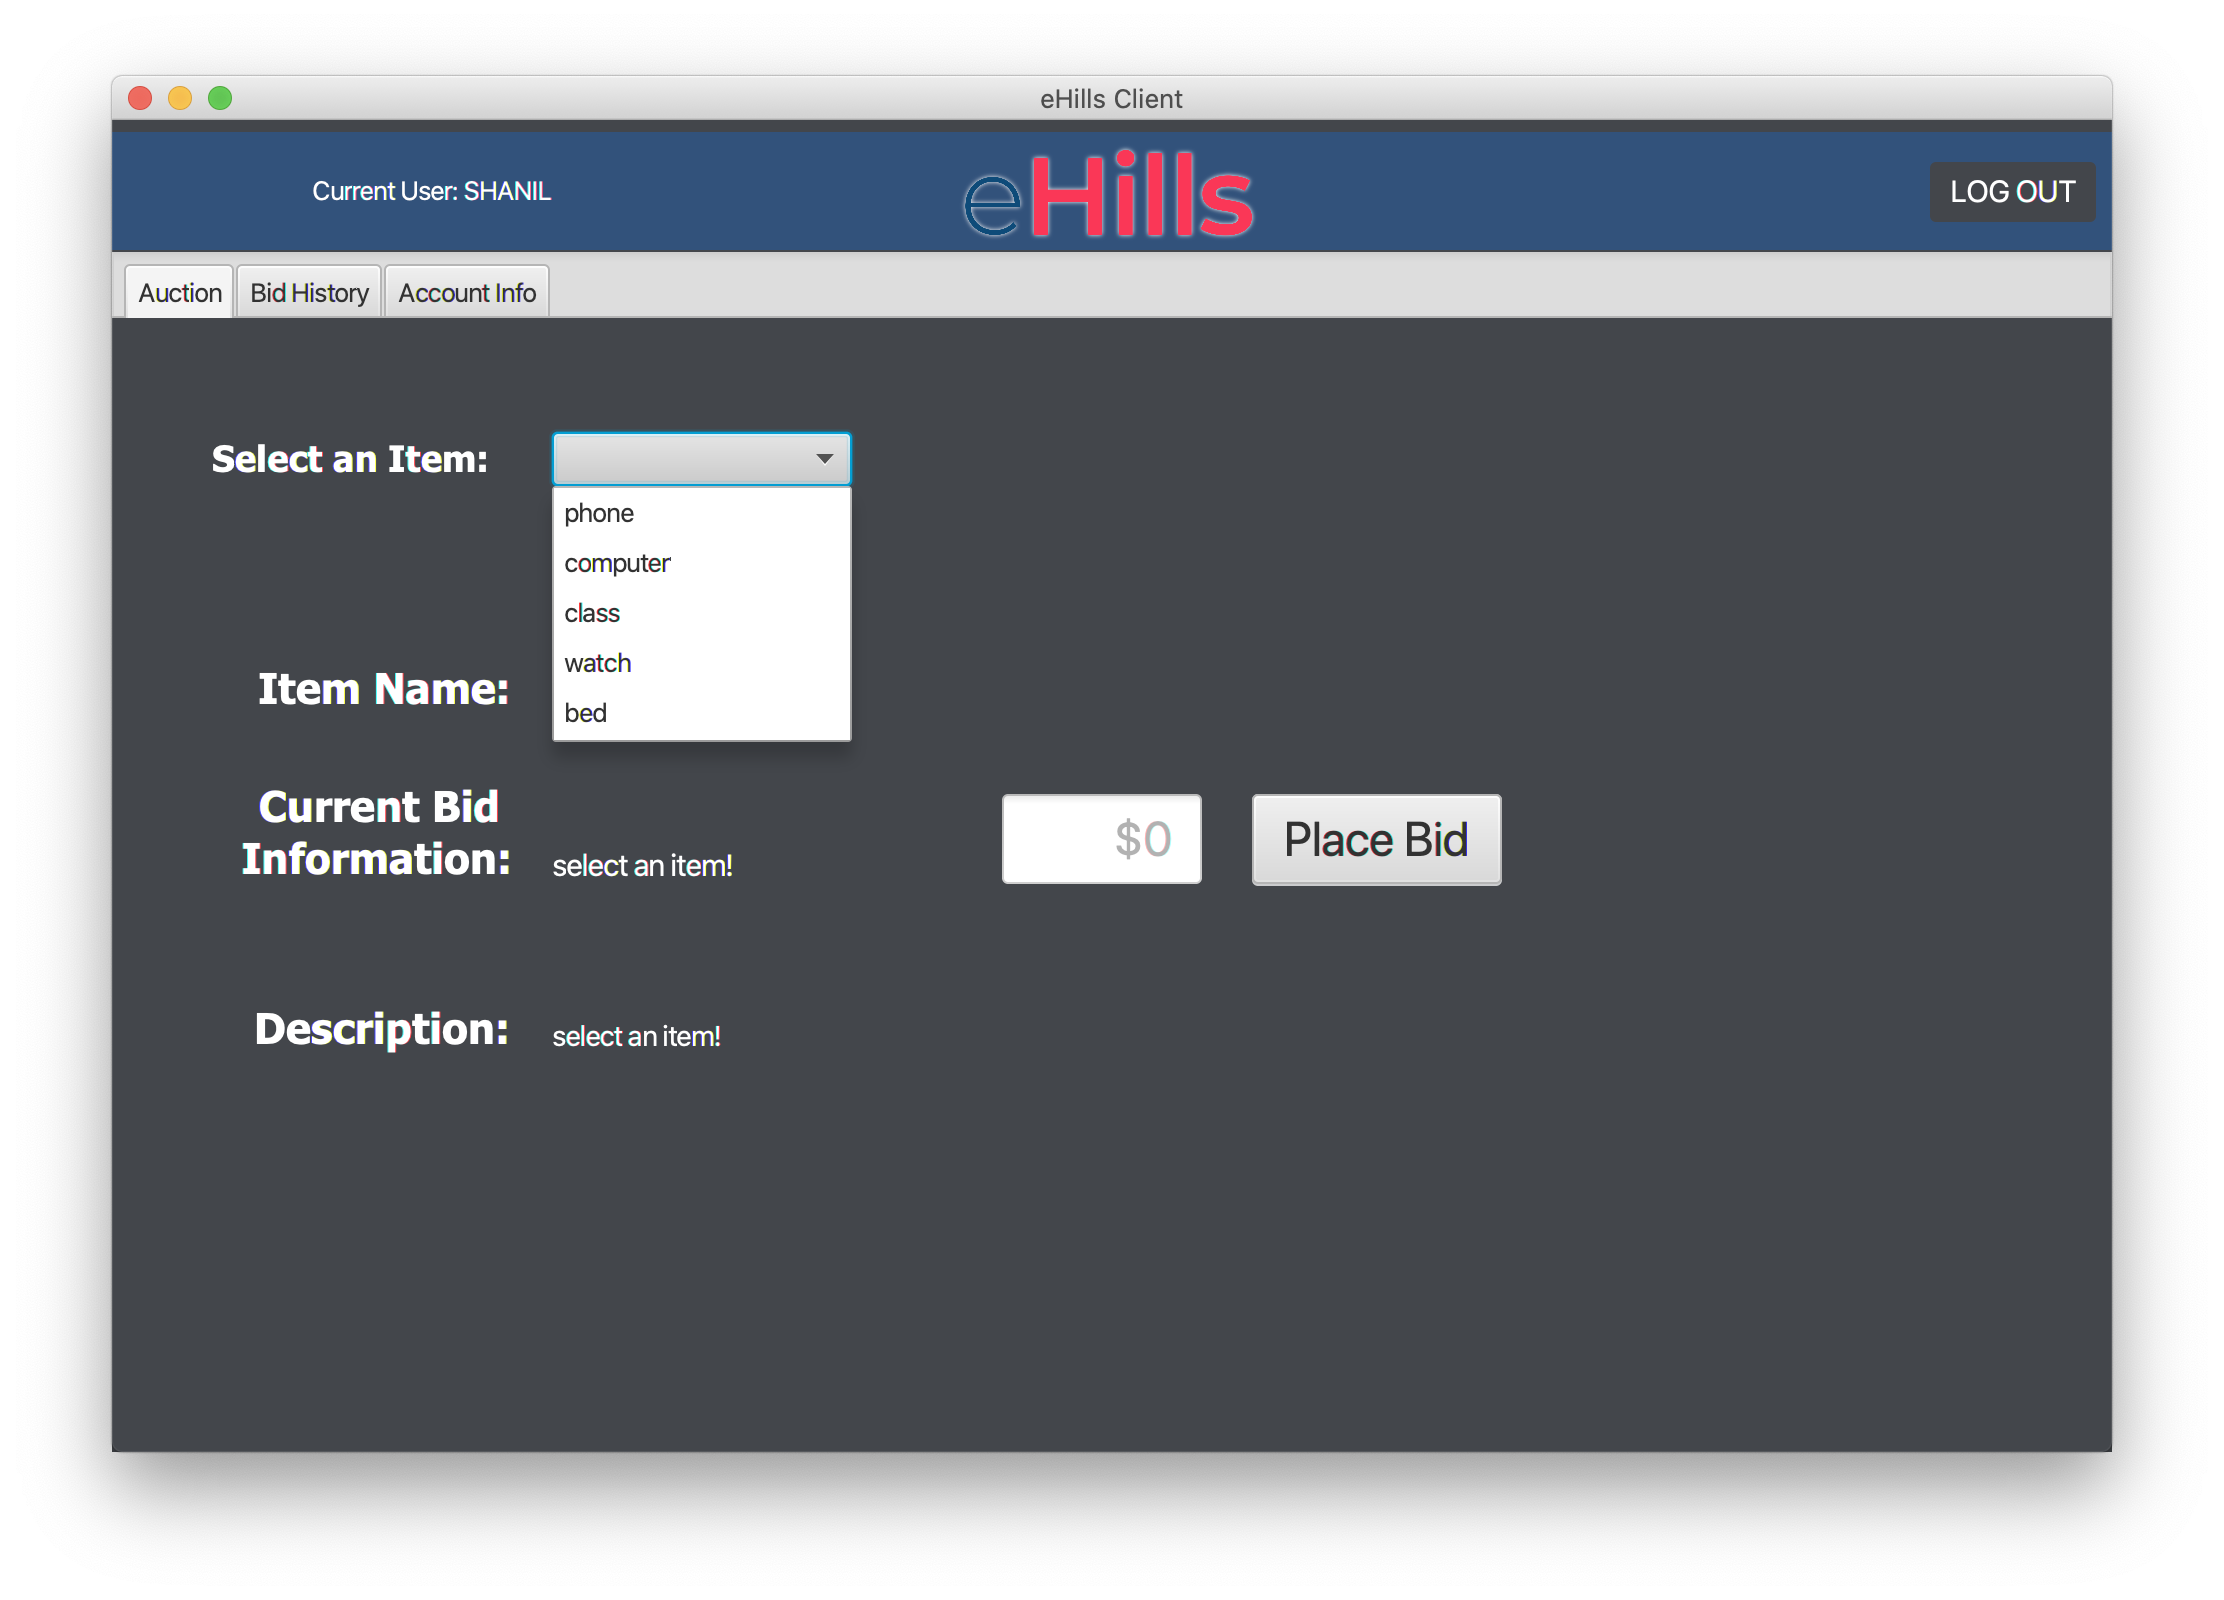 eHills Client
Current User: SHANIL
eHills
LOG OUT
Auction
Bid History
Account Info
Select an Item:
phone
computer
class
watch
bed
Item Name:
Current Bid
Information:
select an item!
$0
Place Bid
Description:
select an item!